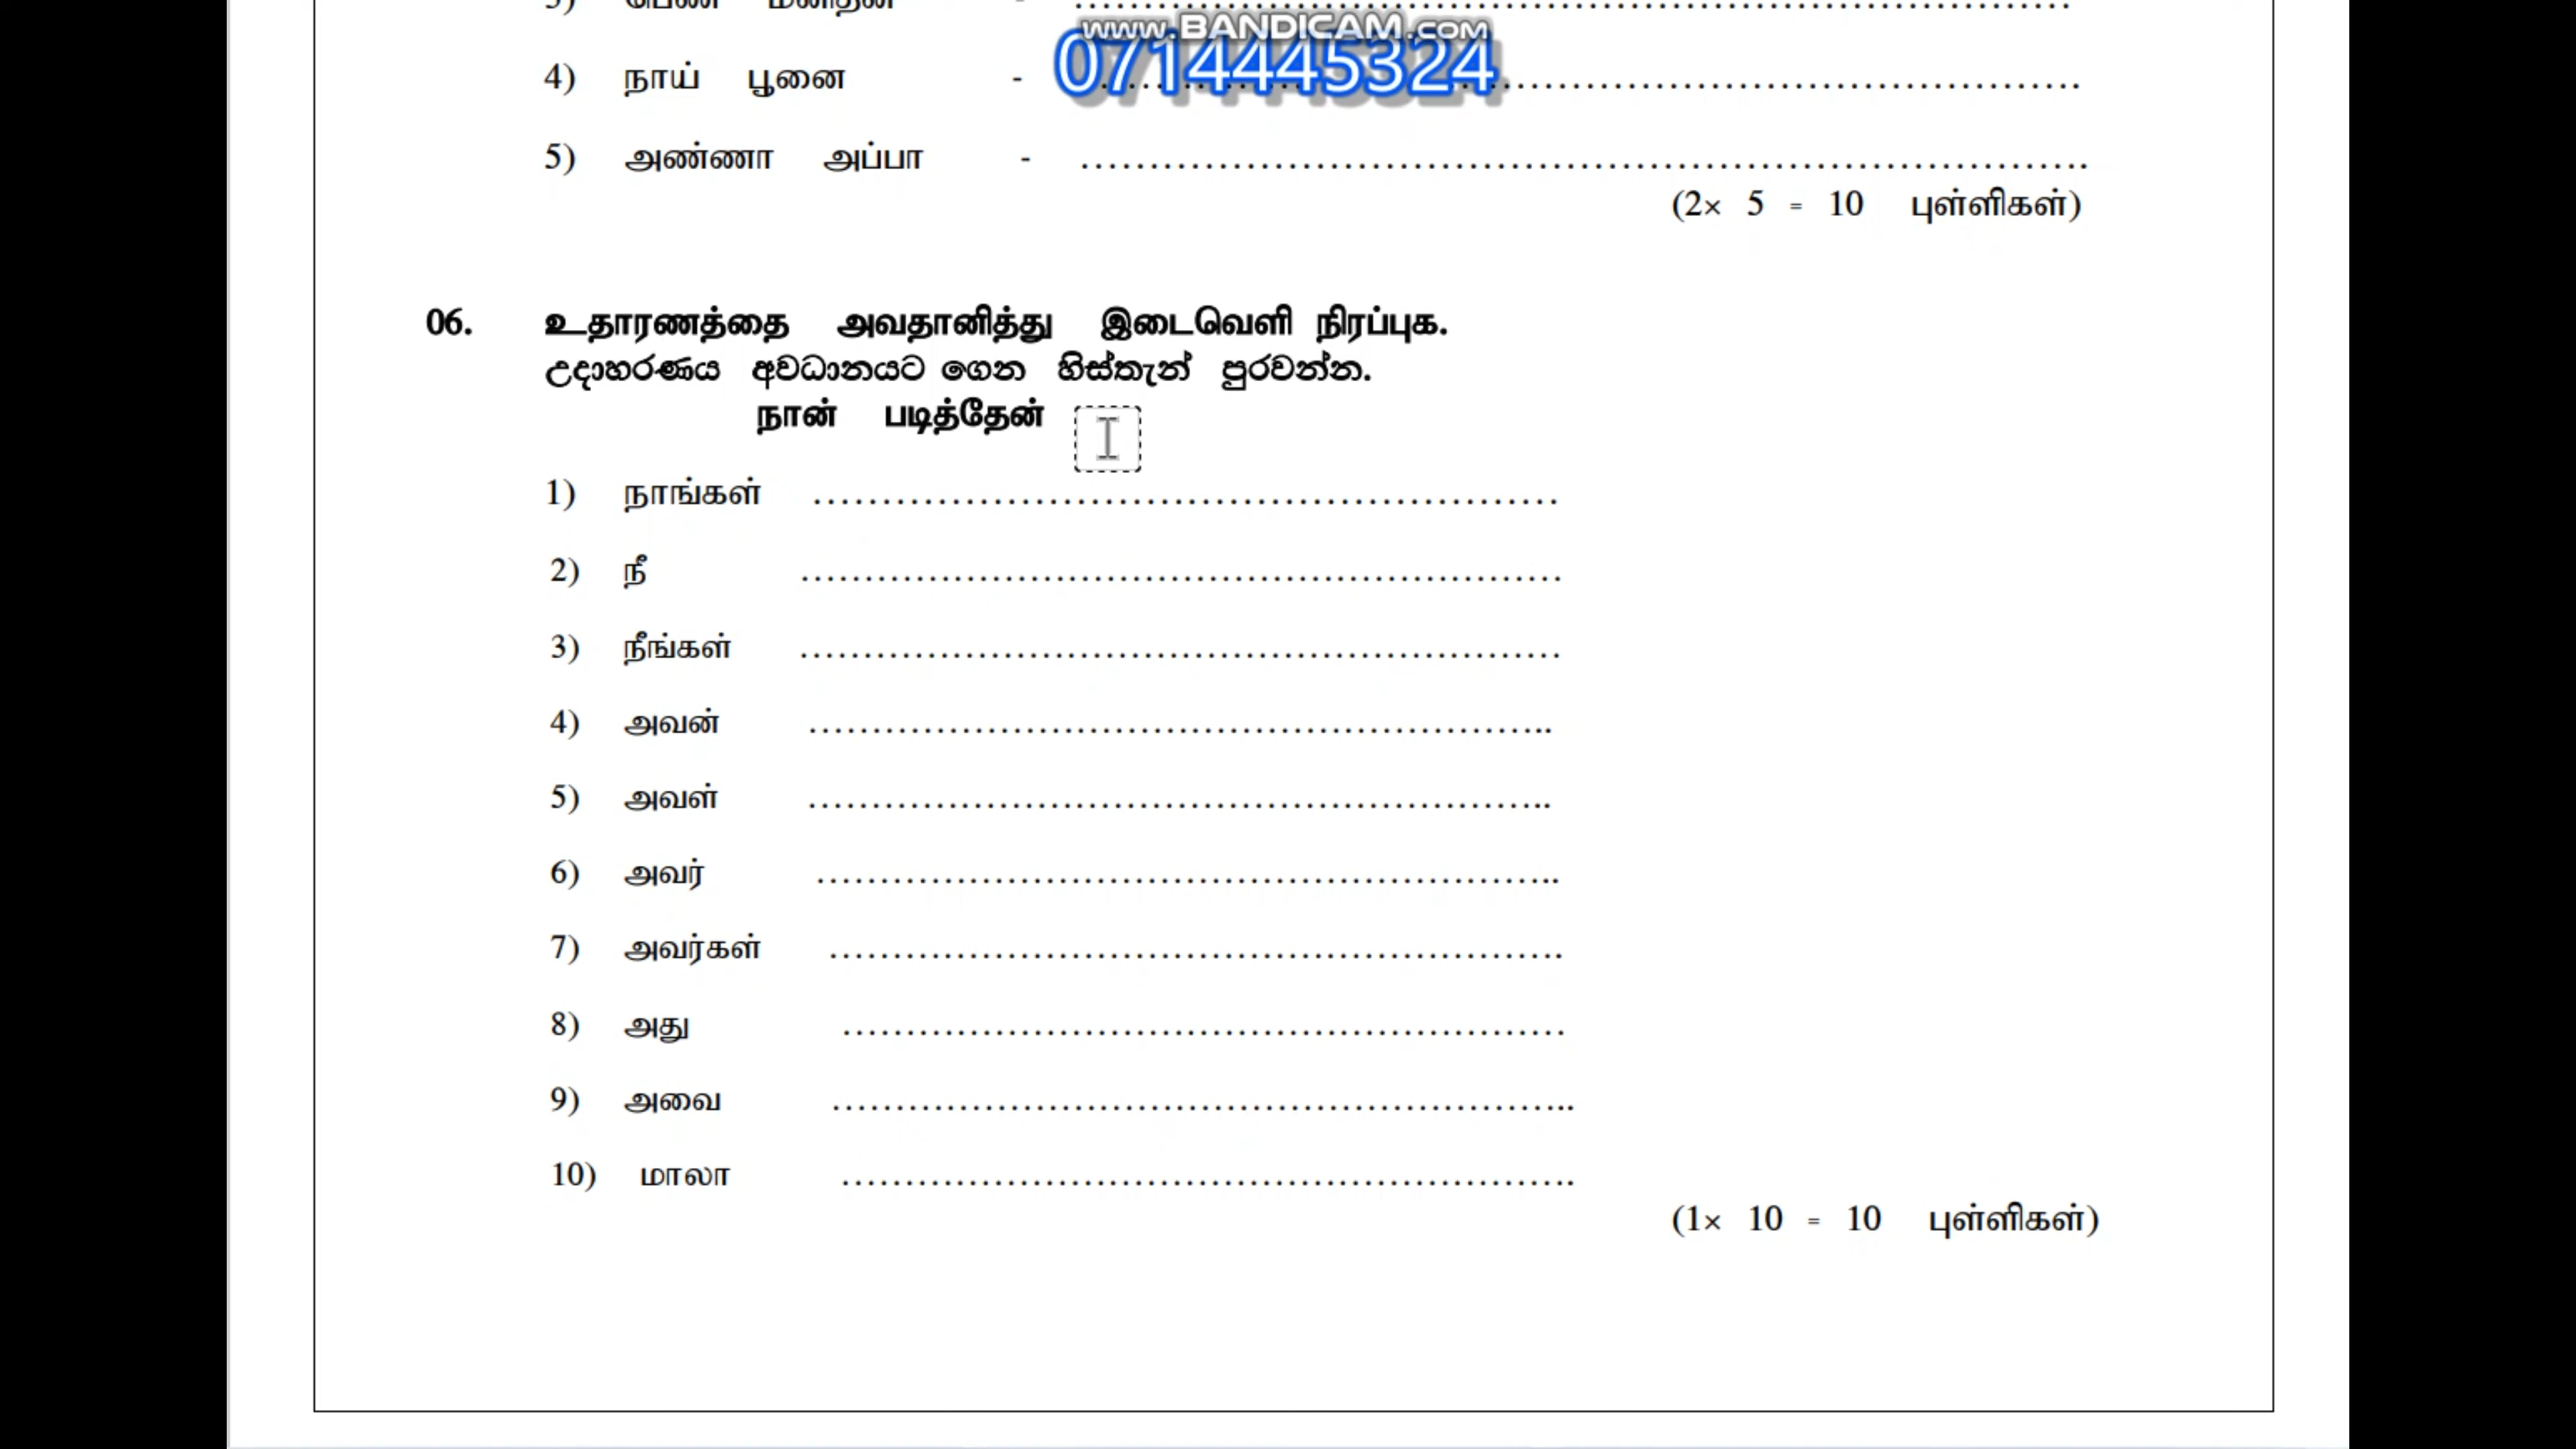 www.BANDICAM.com
0714445324
4) நாய் பூனை - ..................................................
5) அண்ணா அப்பா - ..................................................
(2× 5 = 10 புள்ளிகள்)
06. உதாரணத்தை அவதானித்து இடைவெளி நிரப்புக.
උදාහරණය අවධානයට ගෙන හිස්තැන් පුරවන්න.
நான் படித்தேன்
1) நாங்கள் ..................................................
2) நீ ..................................................
3) நீங்கள் ..................................................
4) அவன் ..................................................
5) அவள் ..................................................
6) அவர் ..................................................
7) அவர்கள் ..................................................
8) அது ..................................................
9) அவை ..................................................
10) மாலா ..................................................
(1× 10 = 10 புள்ளிகள்)